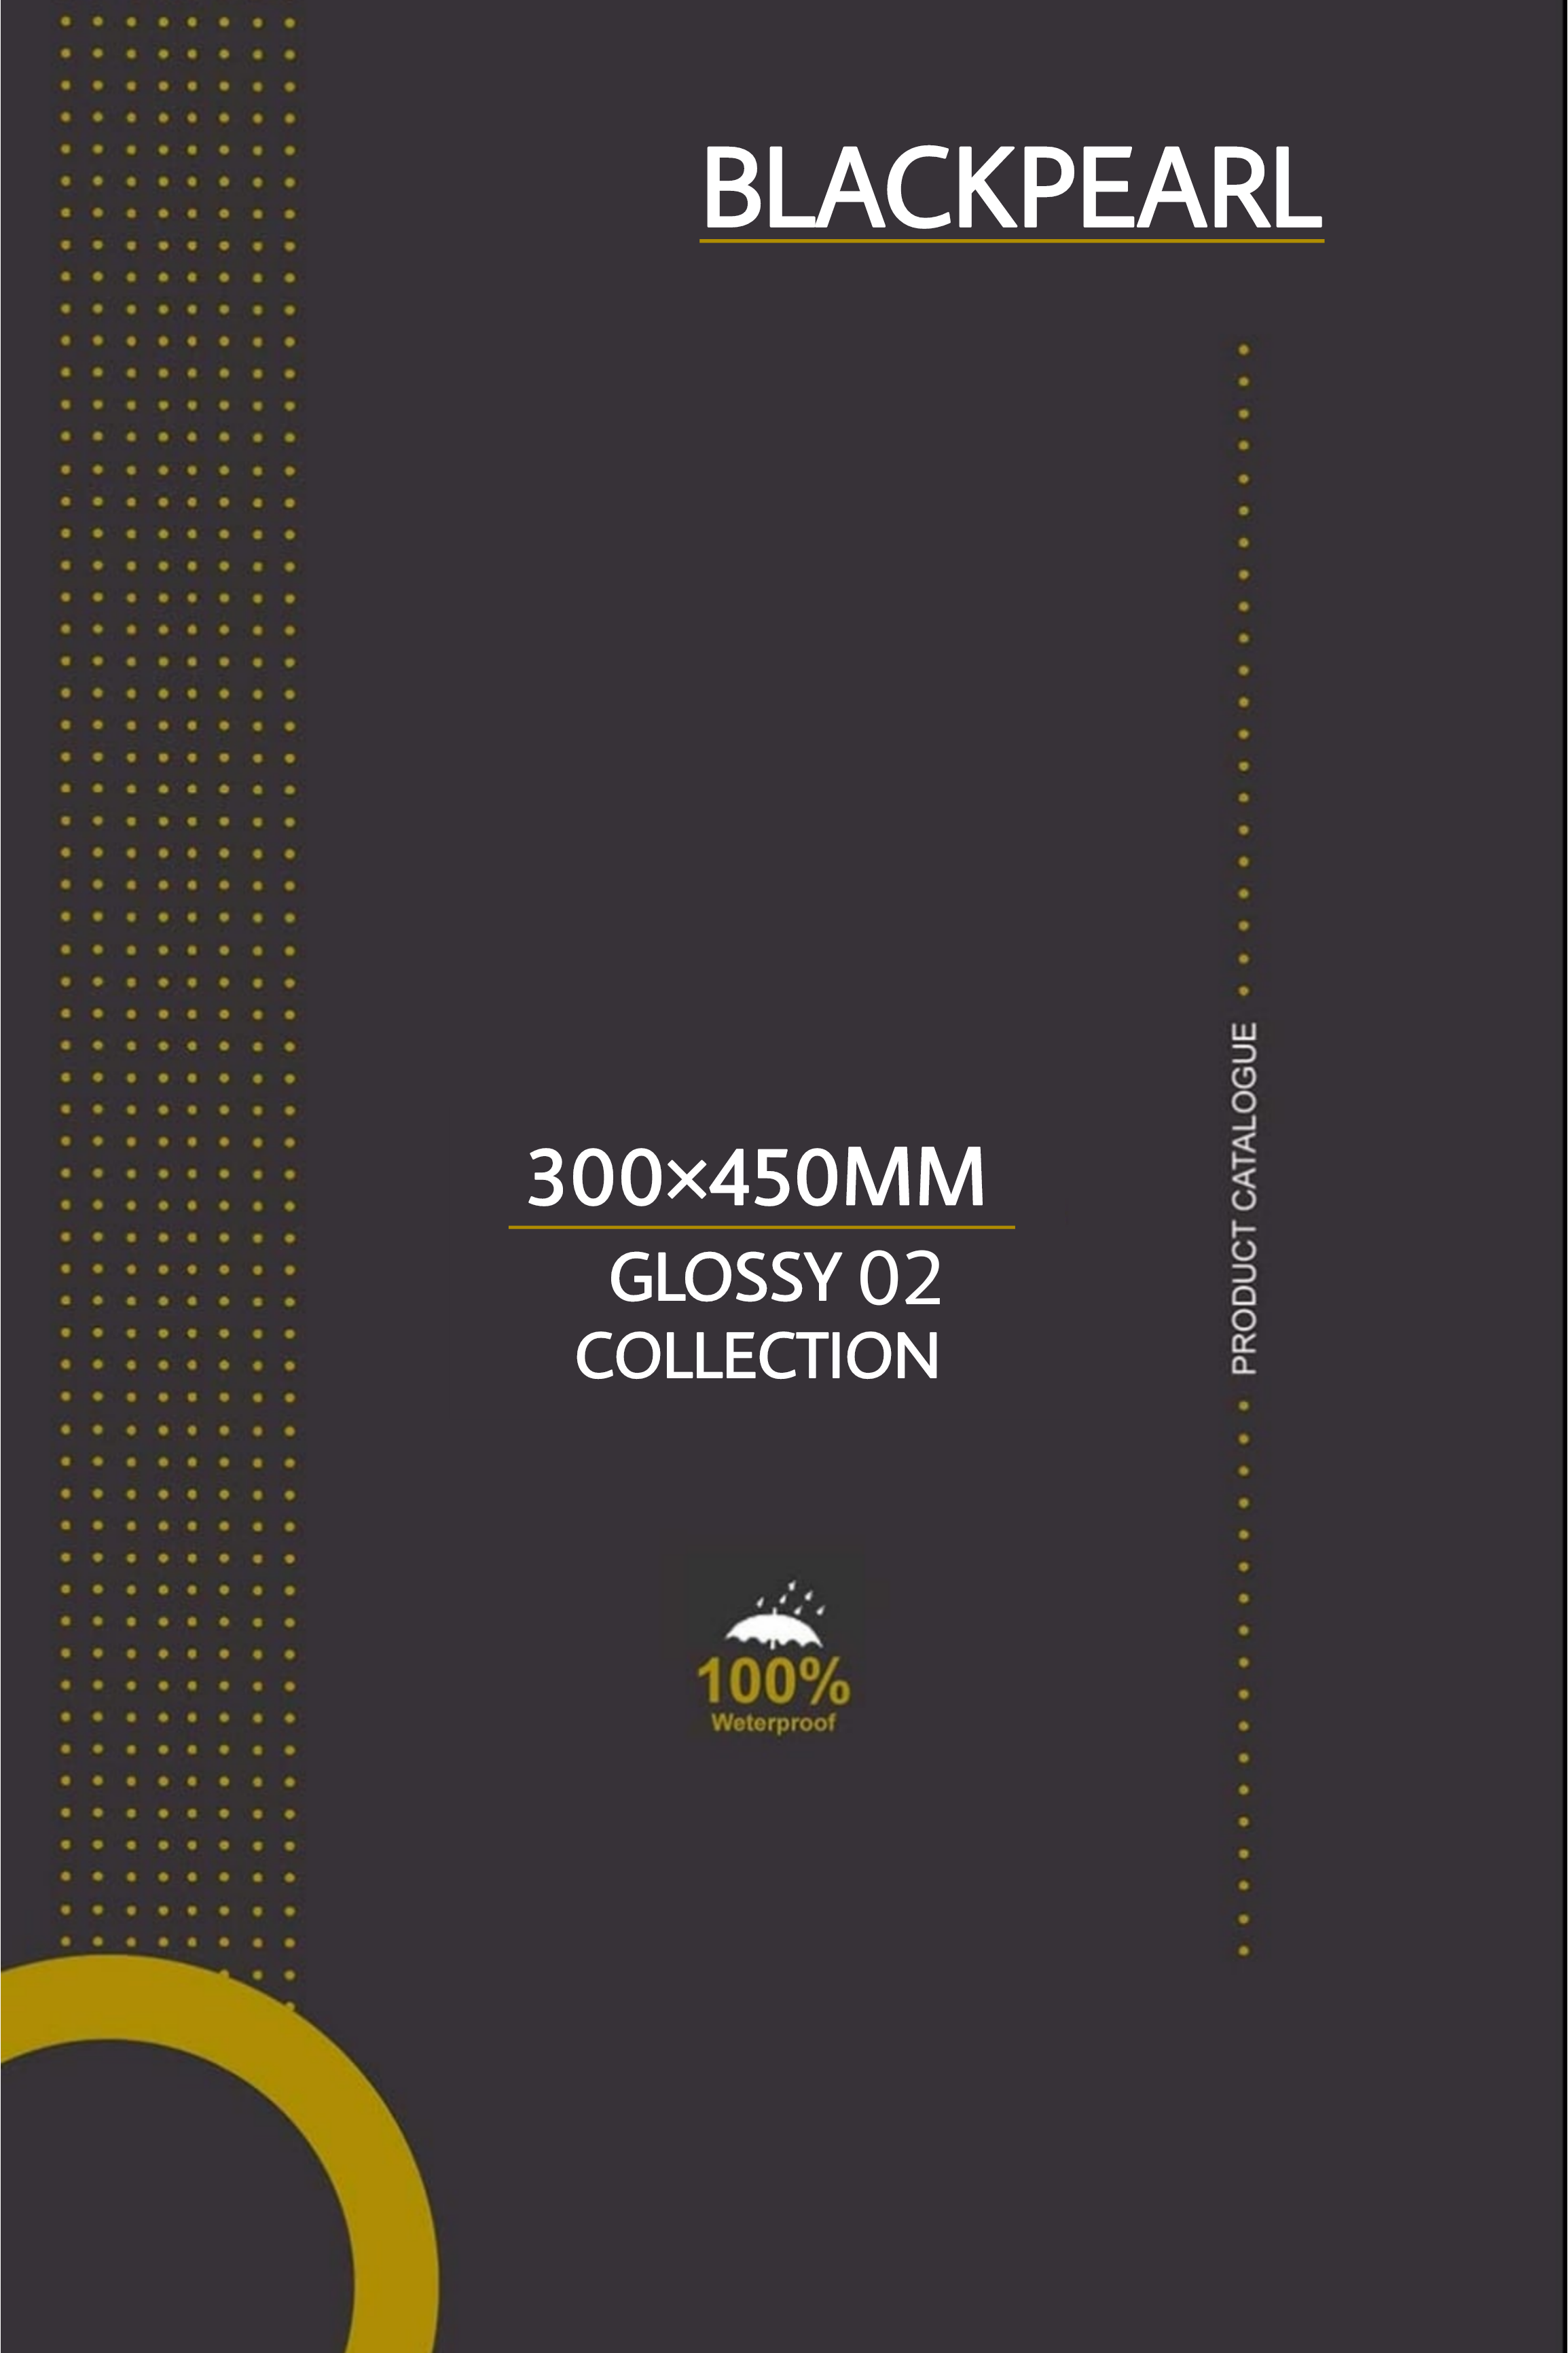 BLACKPEARL
PRODUCT CATALOGUE
300×450MM
GLOSSY 02
COLLECTION
100%
Weterproof